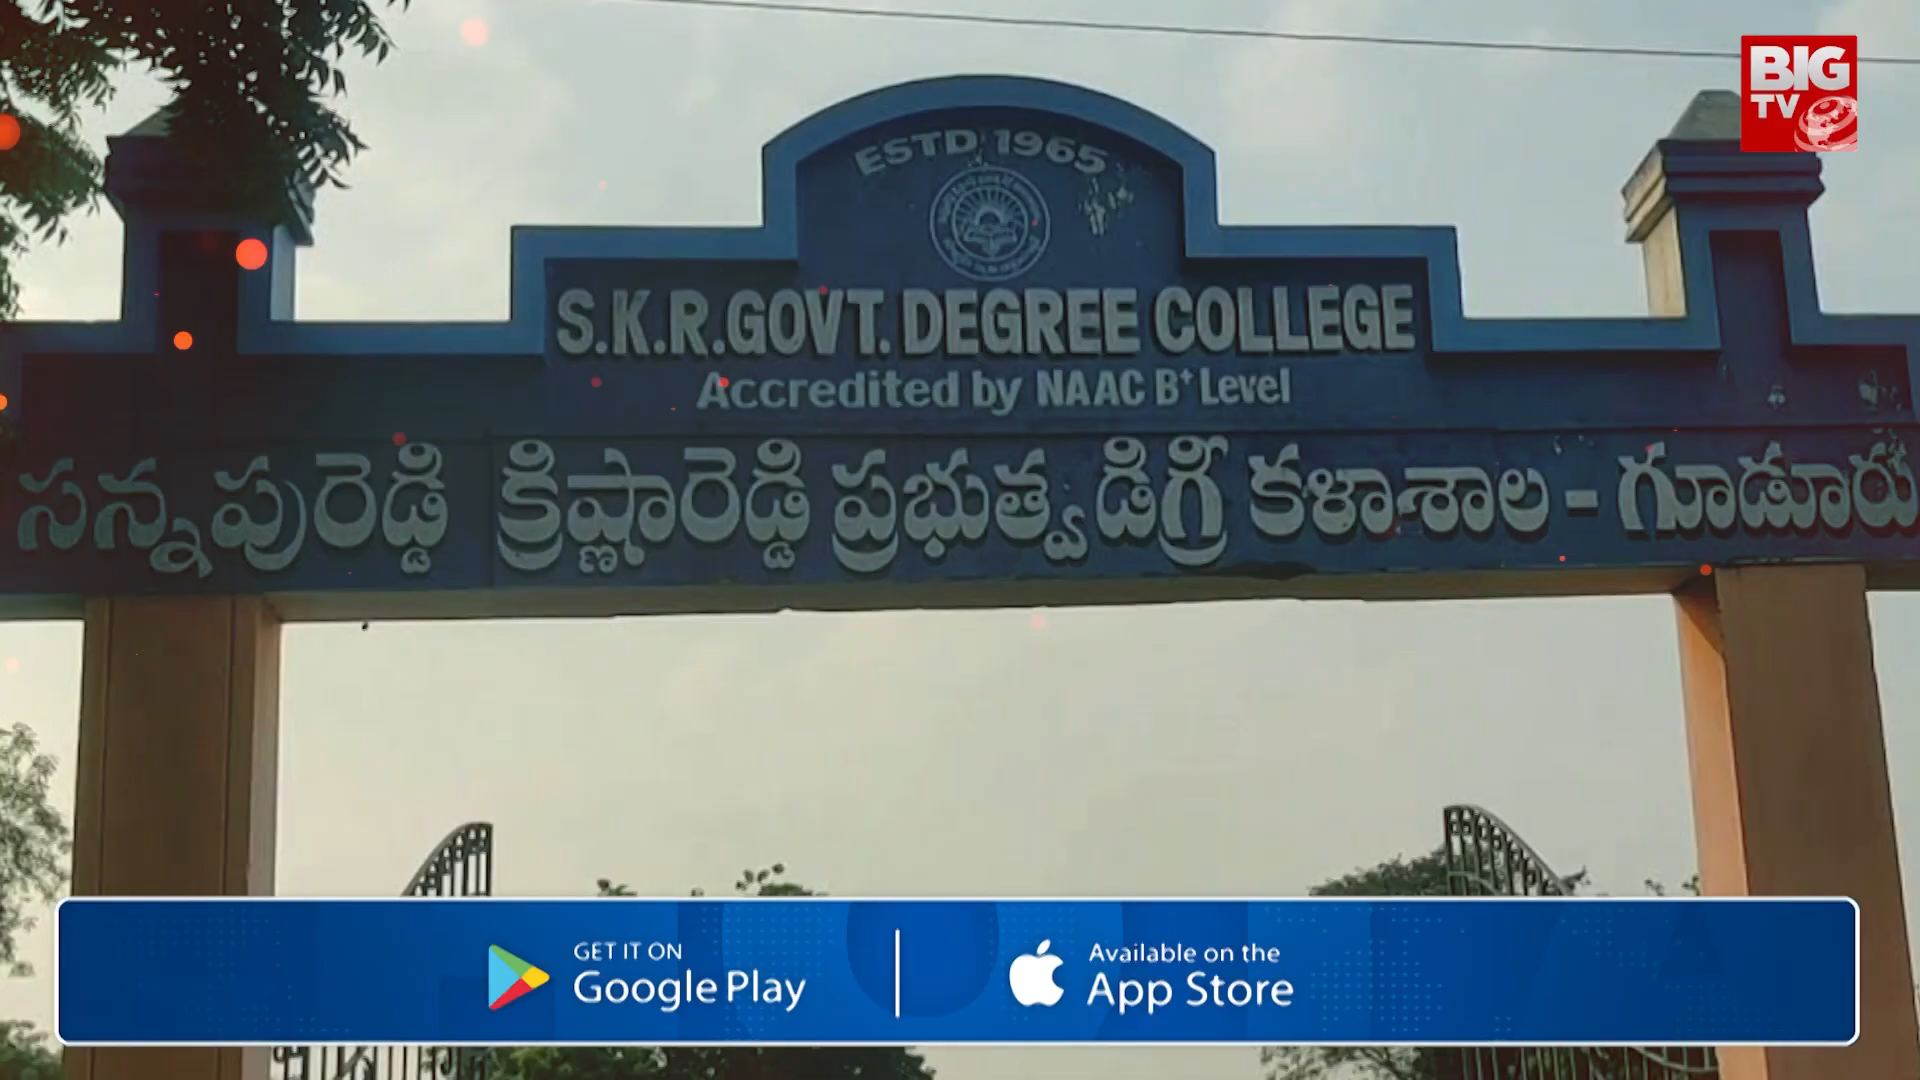 BIG
TV
ESTD 1965
S.K.R.GOVT. DEGREE COLLEGE
Accredited by NAAC B+ Level
సన్నపురెడ్డి క్రిష్ణారెడ్డి ప్రభుత్వ డిగ్రీ కళాశాల - గూడూరు
GET IT ON
Google Play
Available on the
App Store